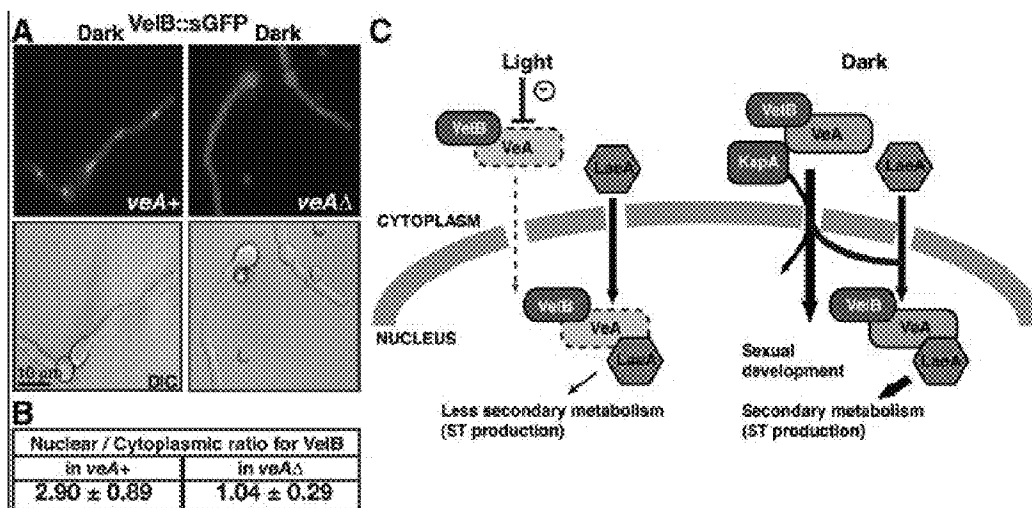 A
VelB::sGFP
Dark
Dark
veA+
veAΔ
10 μm
DIC
B
Nuclear / Cytoplasmic ratio for VelB
in veA+
in veAΔ
2.90 ± 0.89
1.04 ± 0.29
C
Light
−
VelB
VeA
LaeA
CYTOPLASM
NUCLEUS
VelB
VeA
LaeA
Less secondary metabolism
(ST production)
Dark
VelB
VeA
KapA
LaeA
VelB
VeA
LaeA
Sexual
development
Secondary metabolism
(ST production)